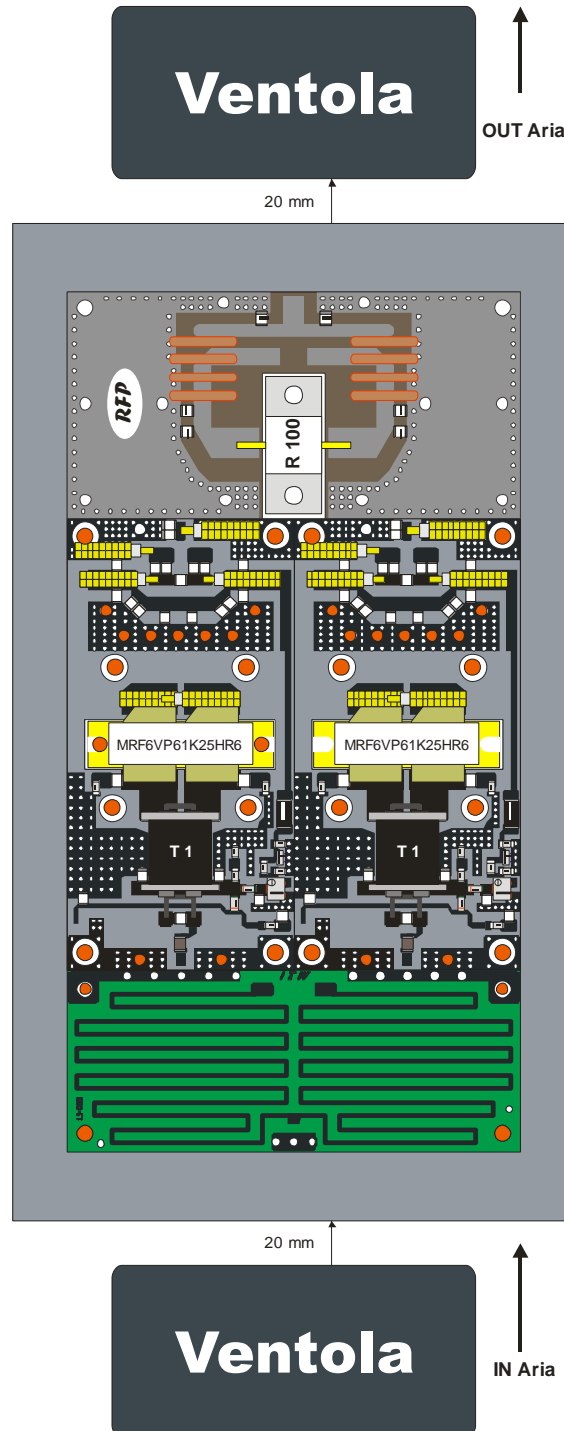 Ventola
OUT Aria
20 mm
RFP
R 100
MRF6VP61K25HR6
MRF6VP61K25HR6
T 1
T 1
20 mm
Ventola
IN Aria